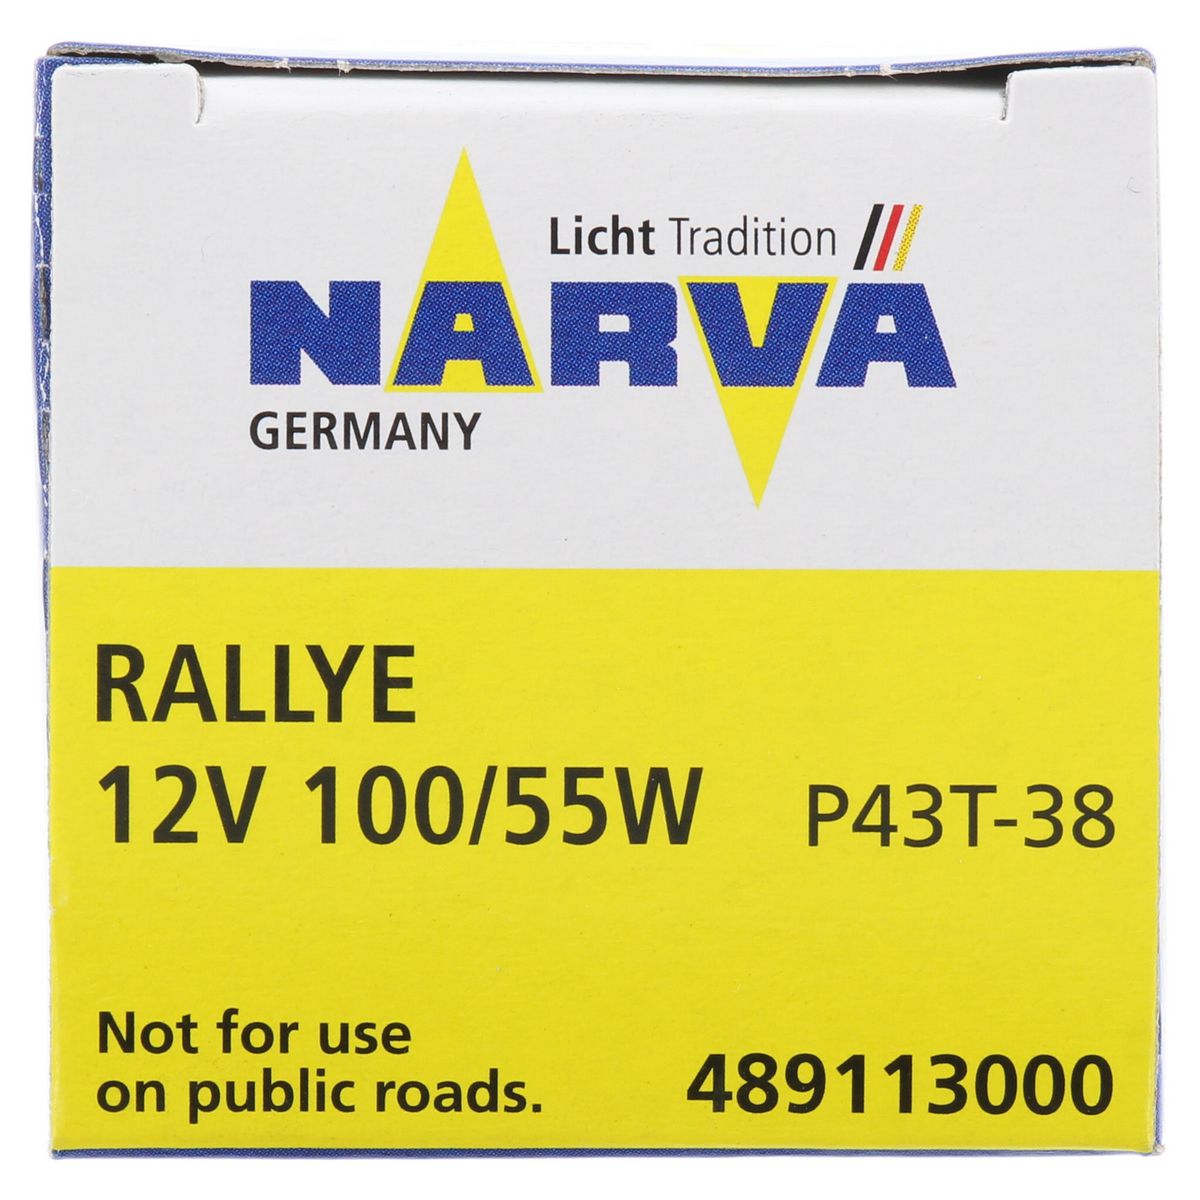 Licht Tradition
NARVA
GERMANY
RALLYE
12V 100/55W P43T-38
Not for use
on public roads.
489113000